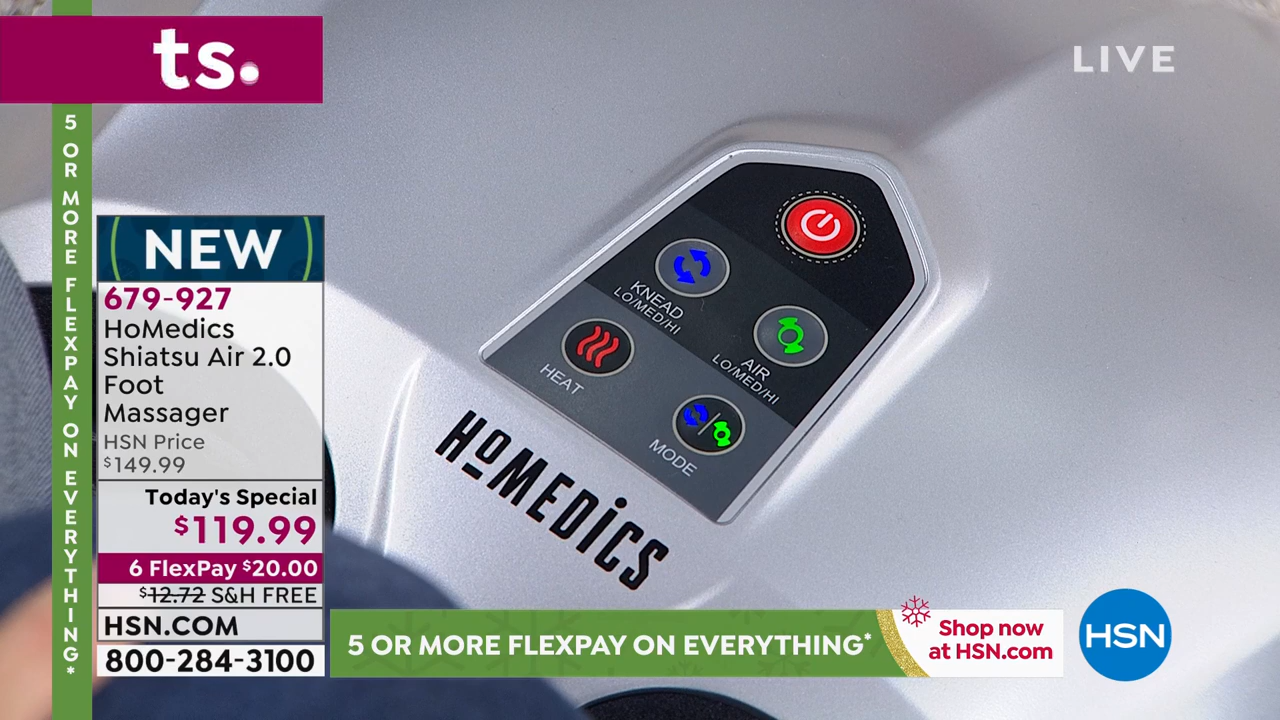 ts.
LIVE
5 OR MORE FLEXPAY ON EVERYTHING*
NEW
679-927
HoMedics
Shiatsu Air 2.0
Foot
Massager
HSN Price
$149.99
Today's Special
$119.99
6 FlexPay $20.00
$12.72 S&H FREE
HSN.COM
800-284-3100
KNEAD
LO/MED/HI
AIR
LO/MED/HI
HEAT
MODE
HoMEDiCS
5 OR MORE FLEXPAY ON EVERYTHING*
Shop now
at HSN.com
HSN